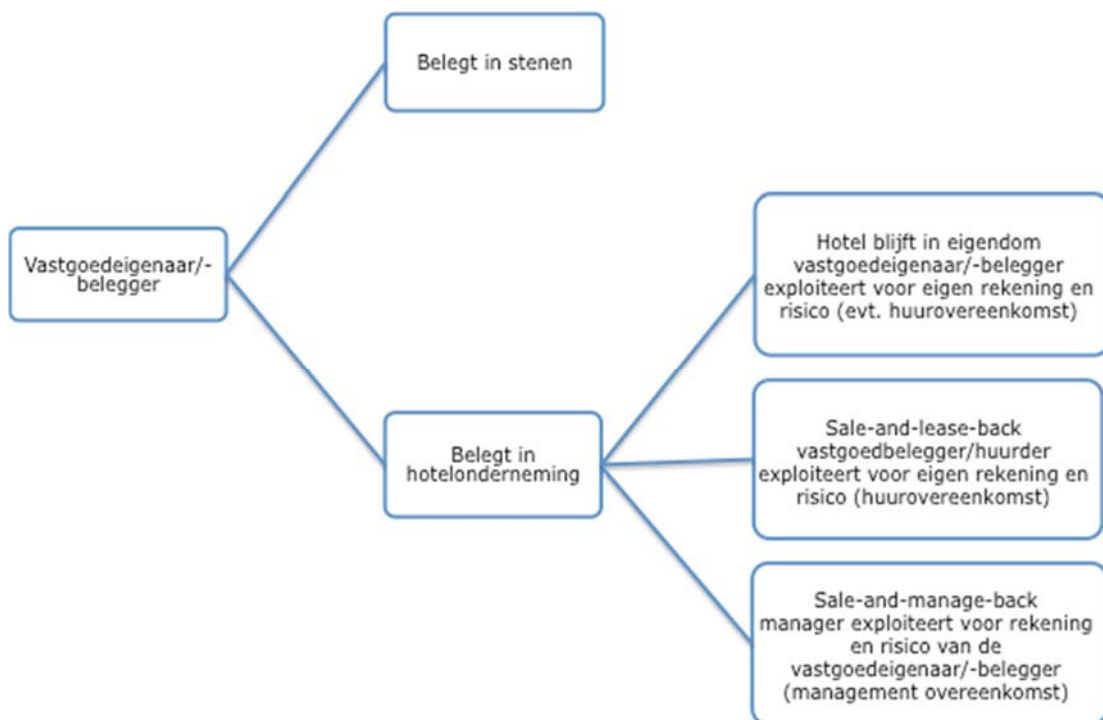 Belegt in stenen
Vastgoedeigenaar/-
belegger
Hotel blijft in eigendom
vastgoedeigenaar/-belegger
exploiteert voor eigen rekening en
risico (evt. huurovereenkomst)
Belegt in
hotelonderneming
Sale-and-lease-back
vastgoedbelegger/huurder
exploiteert voor eigen rekening en
risico (huurovereenkomst)
Sale-and-manage-back
manager exploiteert voor rekening
en risico van de
vastgoedeigenaar/-belegger
(management overeenkomst)